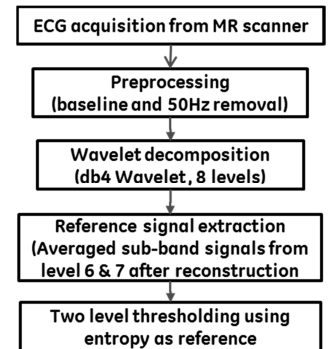 ECG acquisition from MR scanner
Preprocessing
(baseline and 50Hz removal)
Wavelet decomposition
(db4 Wavelet, 8 levels)
Reference signal extraction
(Averaged sub-band signals from
level 6 & 7 after reconstruction
Two level thresholding using
entropy as reference